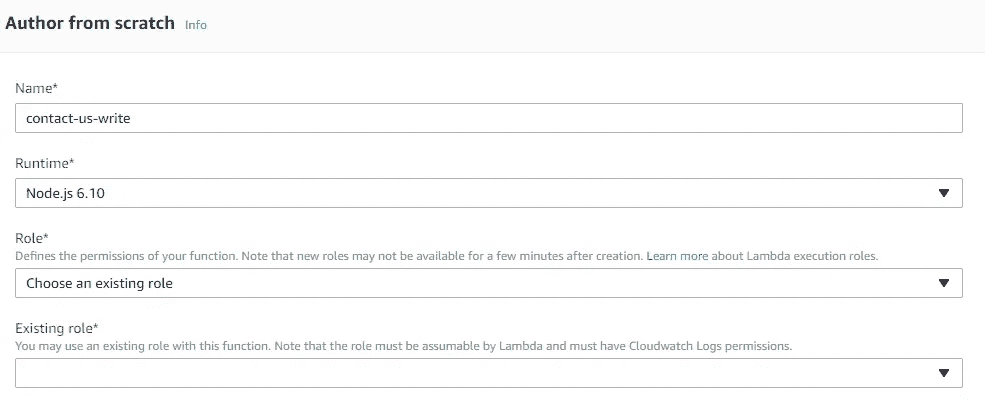 Author from scratch Info
Name*
contact-us-write
Runtime*
Node.js 6.10
Role*
Defines the permissions of your function. Note that new roles may not be available for a few minutes after creation. Learn more about Lambda execution roles.
Choose an existing role
Existing role*
You may use an existing role with this function. Note that the role must be assumable by Lambda and must have Cloudwatch Logs permissions.